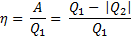 η = A / Q₁ = (Q₁ − |Q₂|) / Q₁